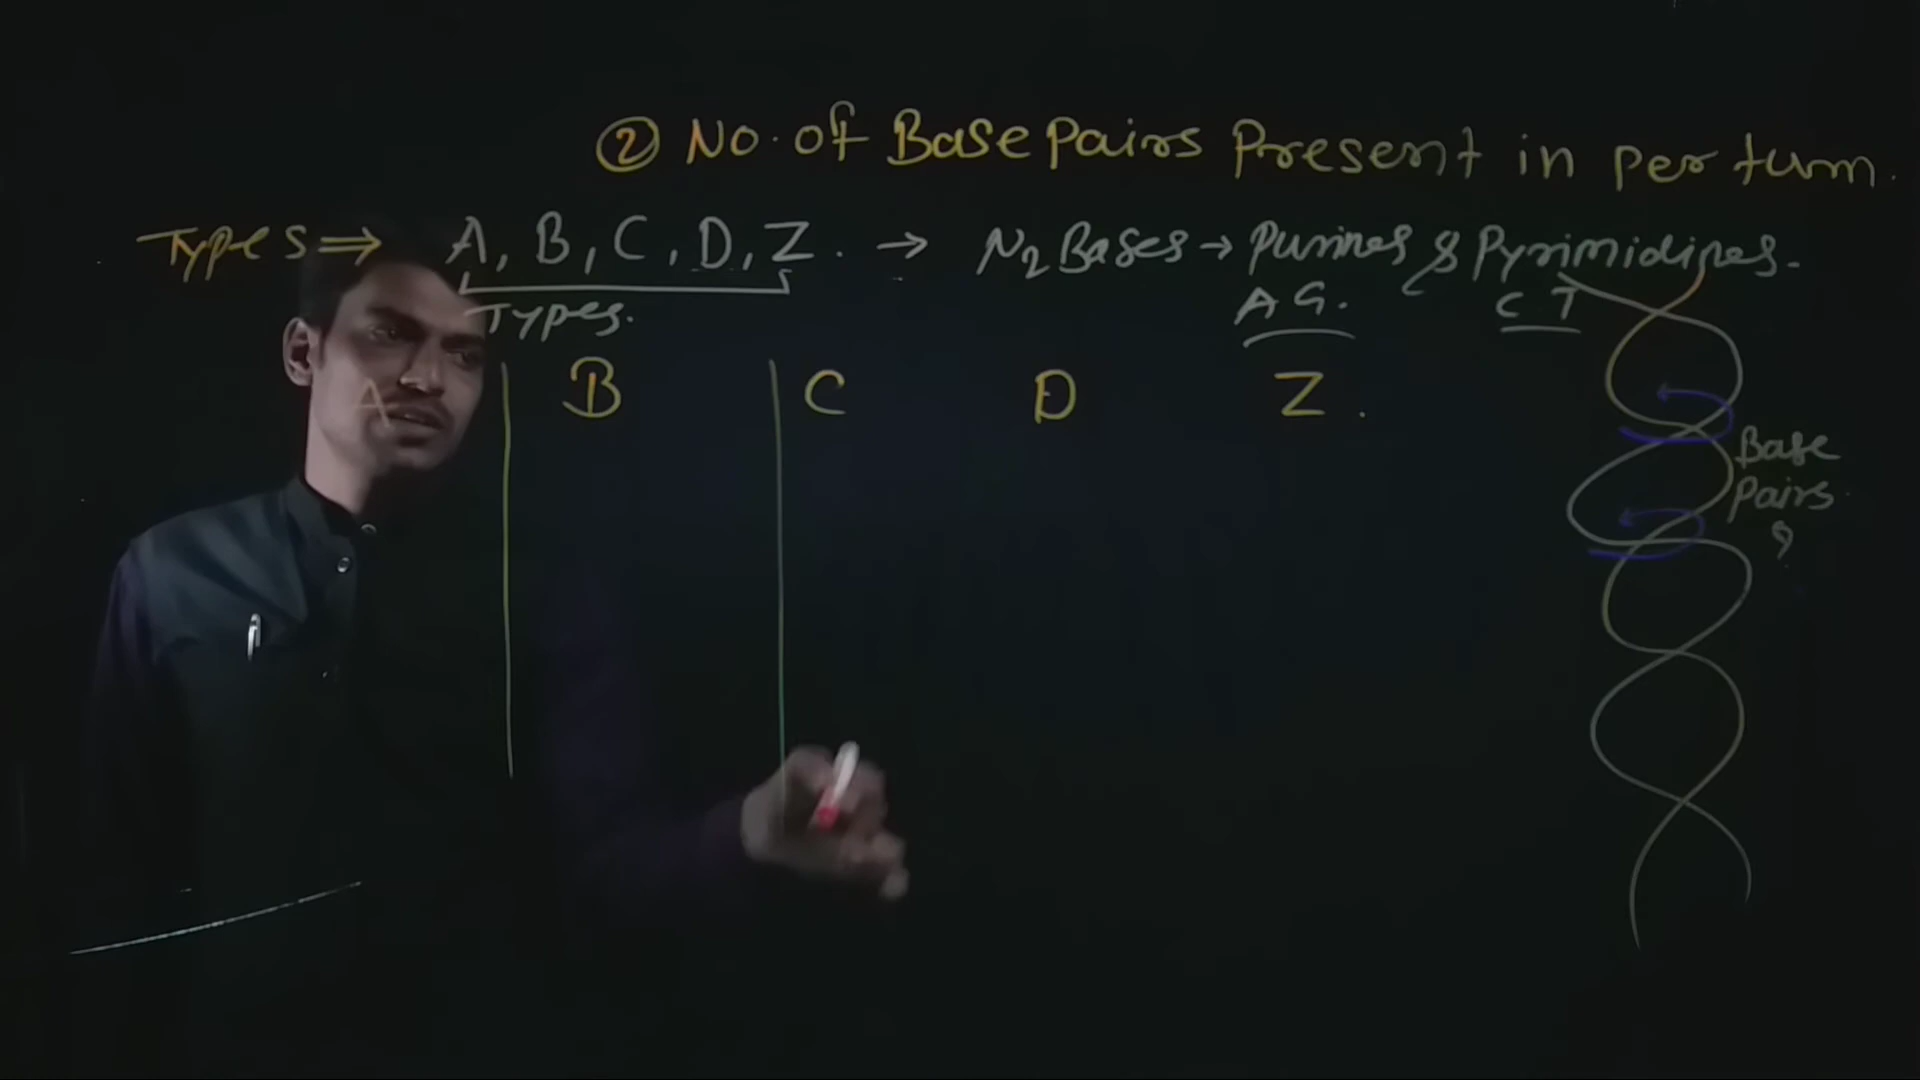 ② No. of Base Pairs Present in per turn.
Types ⇒ A, B, C, D, Z. → N2 Bases → Purines & Pyrimidines.
Types.
A G.
C T
A B C D Z.
Base
Pairs